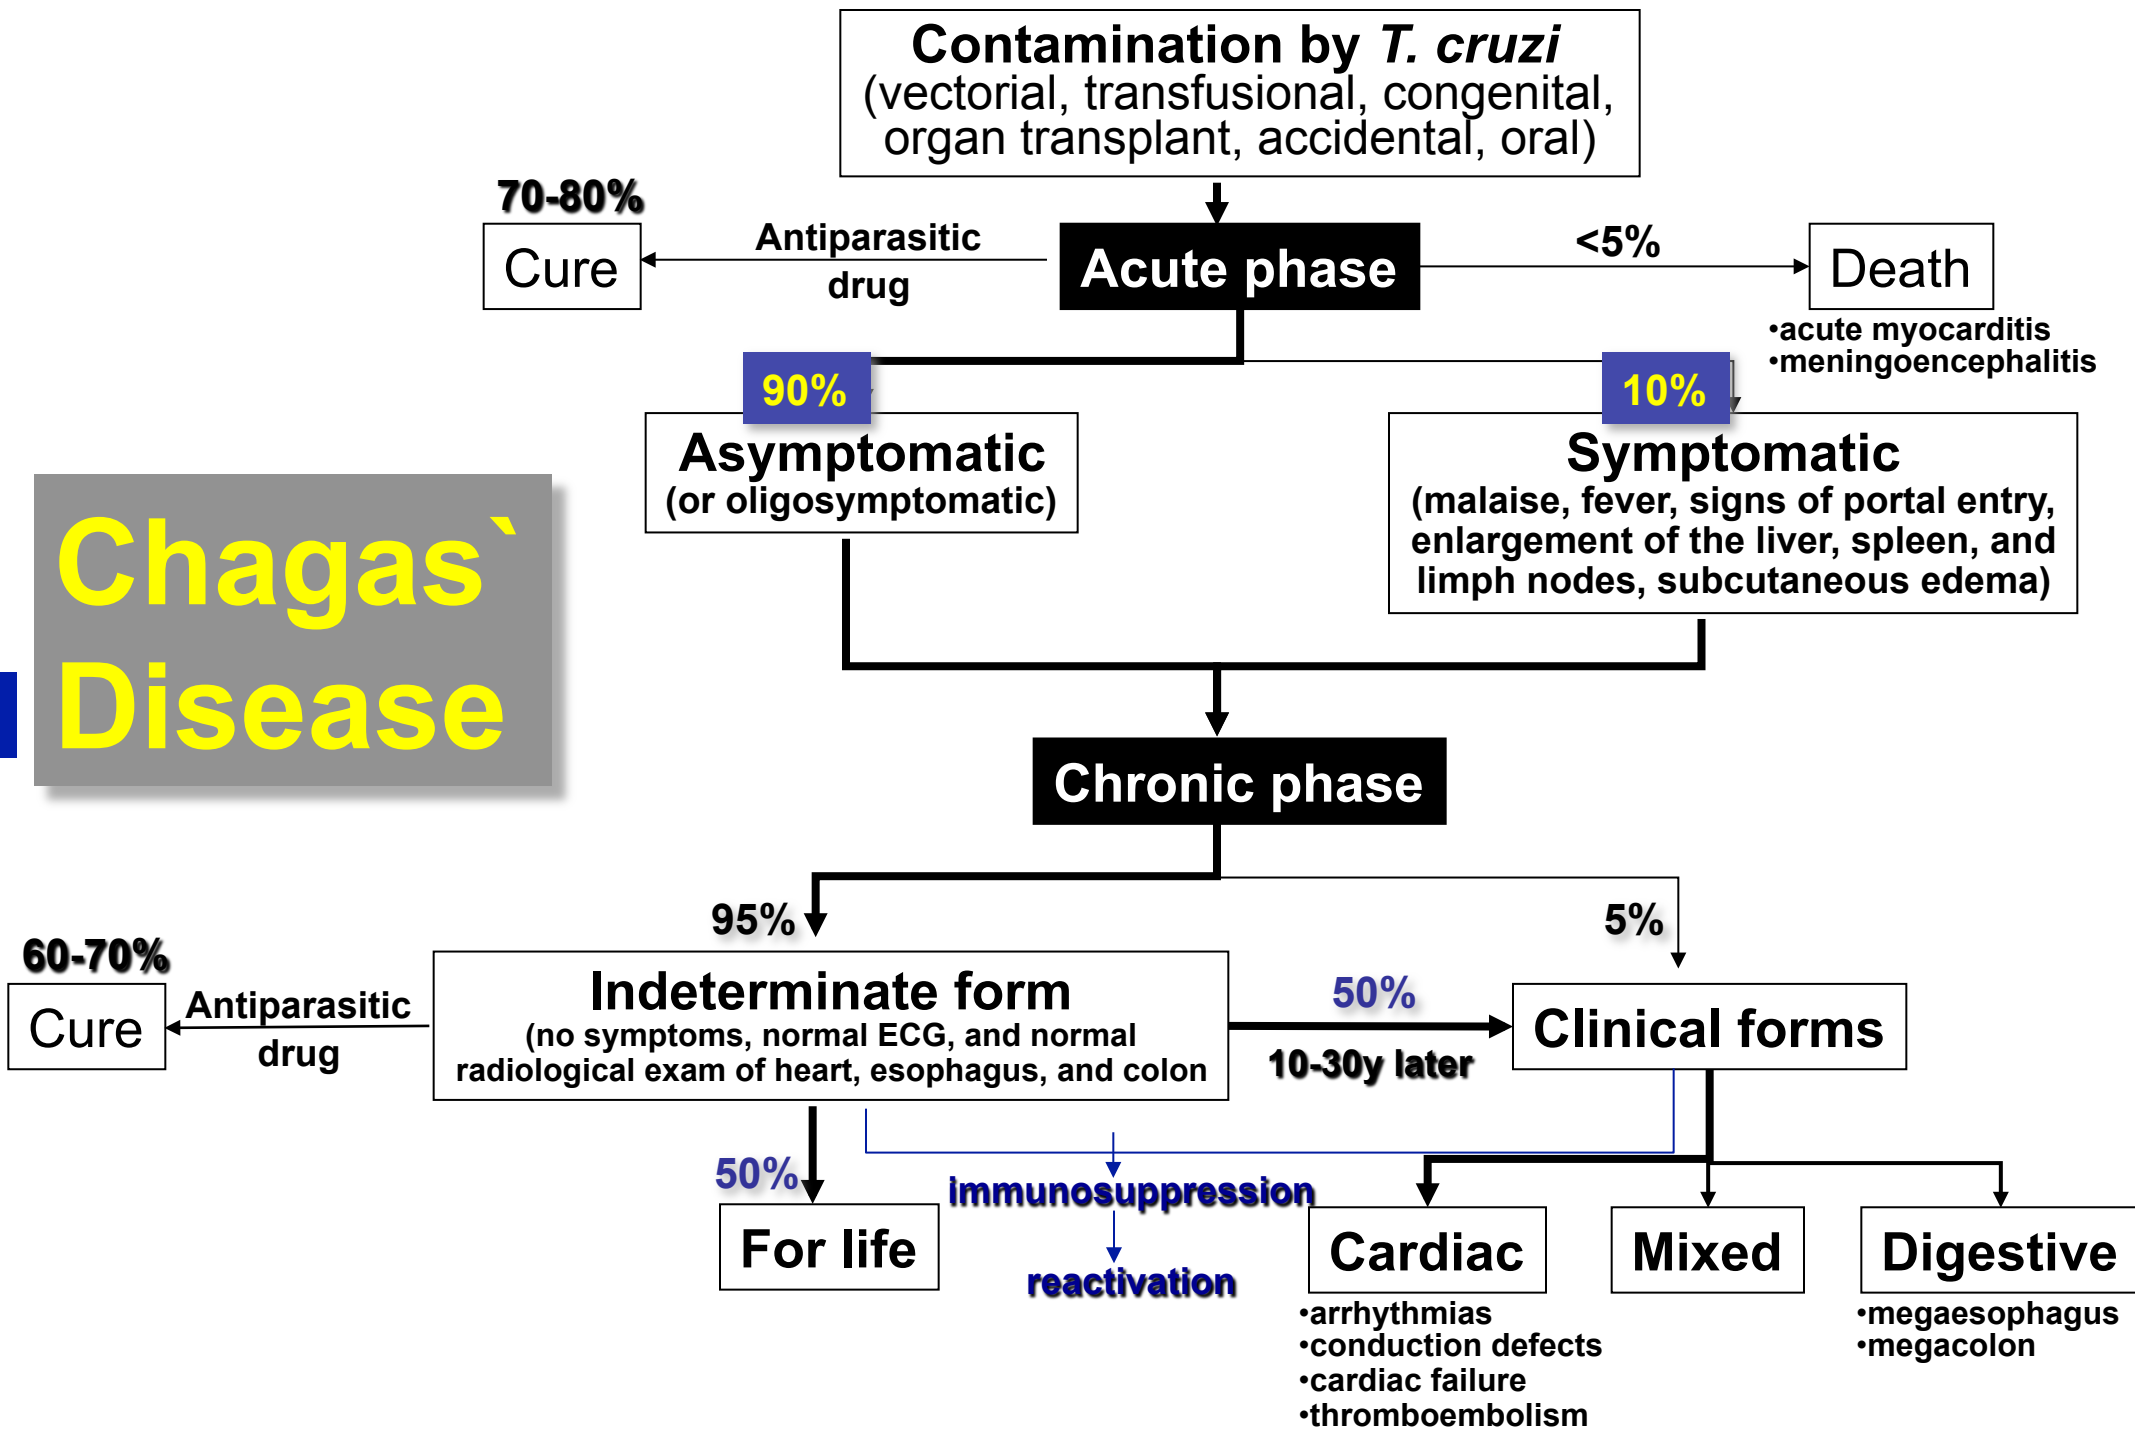 Contamination by T. cruzi
(vectorial, transfusional, congenital,
organ transplant, accidental, oral)
70-80%
Cure
Antiparasitic
drug
Acute phase
<5%
Death
•acute myocarditis
•meningoencephalitis
90%
10%
Asymptomatic
(or oligosymptomatic)
Symptomatic
(malaise, fever, signs of portal entry,
enlargement of the liver, spleen, and
limph nodes, subcutaneous edema)
Chagas`
Disease
Chronic phase
95%
5%
60-70%
Cure
Antiparasitic
drug
Indeterminate form
(no symptoms, normal ECG, and normal
radiological exam of heart, esophagus, and colon
50%
10-30y later
Clinical forms
50%
For life
immunosuppression
reactivation
Cardiac
•arrhythmias
•conduction defects
•cardiac failure
•thromboembolism
Mixed
Digestive
•megaesophagus
•megacolon